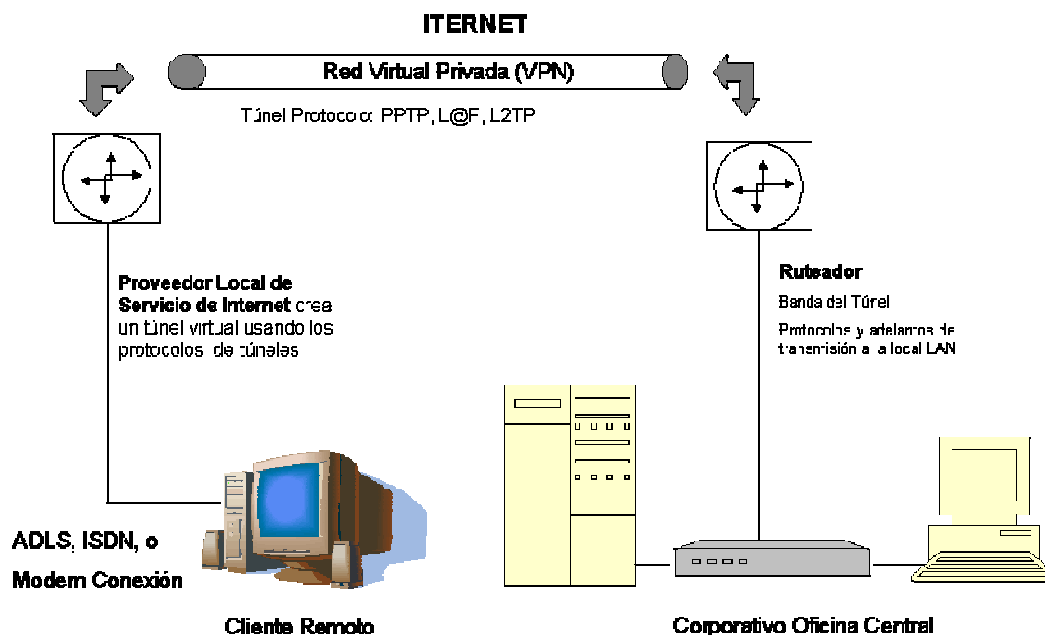 ITERNET
Red Virtual Privada (VPN)
Túnel Protocolo: PPTP, L@F, L2TP
Proveedor Local de
Servicio de Internet crea
un túnel virtual usando los
protocolos de túneles
Ruteador
Banda del Túnel
Protocolos y adelantos de
transmisión a la local LAN
ADLS, ISDN, o
Modem Conexión
Cliente Remoto
Corporativo Oficina Central